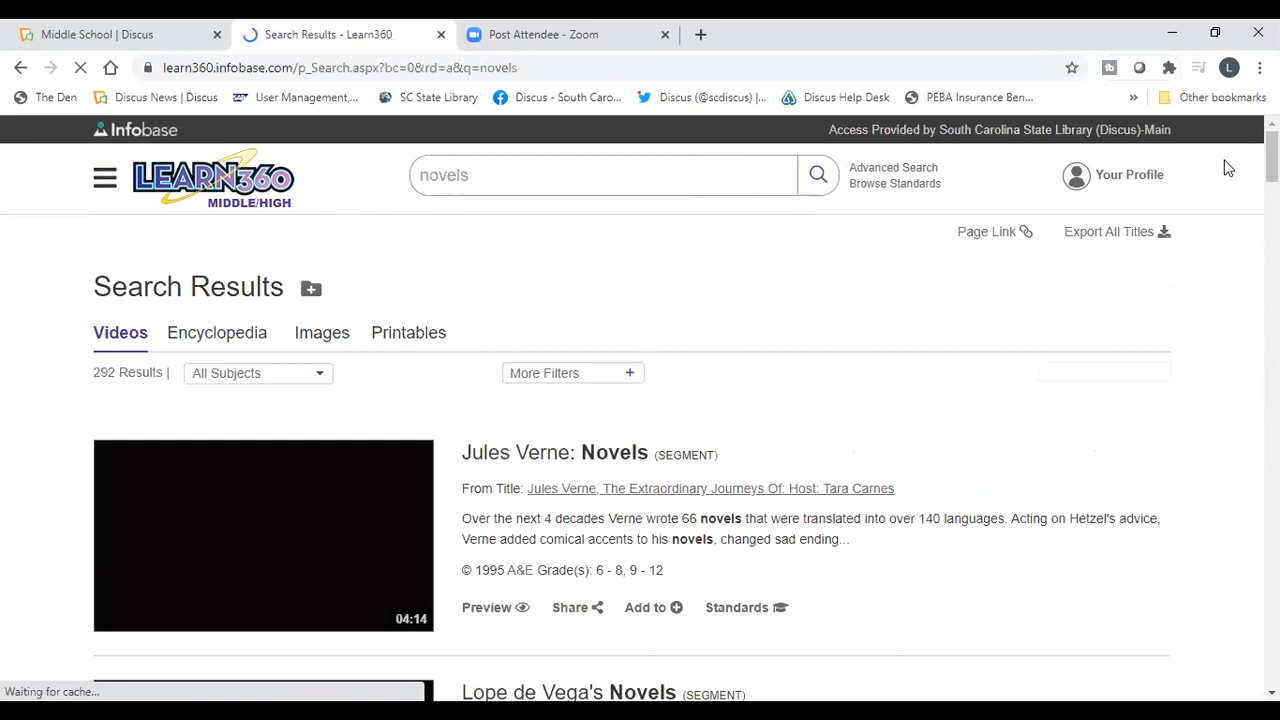 Middle School | Discus
Search Results - Learn360
Post Attendee - Zoom
learn360.infobase.com/p_Search.aspx?bc=0&rd=a&q=novels
L
The Den
Discus News | Discus
User Management,...
SC State Library
Discus - South Caro...
Discus (@scdiscus) |...
Discus Help Desk
PEBA Insurance Ben...
»
Other bookmarks
Infobase
Access Provided by South Carolina State Library (Discus)-Main
LEARN360
MIDDLE/HIGH
novels
Advanced Search
Browse Standards
Your Profile
Page Link
Export All Titles
Search Results
Videos
Encyclopedia
Images
Printables
292 Results |
All Subjects
More Filters +
04:14
Jules Verne: Novels (SEGMENT)
From Title: Jules Verne, The Extraordinary Journeys Of: Host: Tara Carnes
Over the next 4 decades Verne wrote 66 novels that were translated into over 140 languages. Acting on Hetzel's advice,
Verne added comical accents to his novels, changed sad ending...
© 1995 A&E Grade(s): 6 - 8, 9 - 12
Preview
Share
Add to
Standards
Lope de Vega's Novels (SEGMENT)
Waiting for cache...